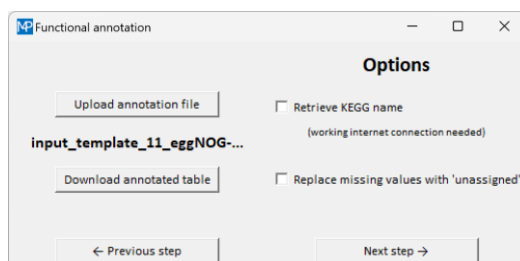 MP Functional annotation
Options
Upload annotation file
Retrieve KEGG name
(working internet connection needed)
input_template_11_eggNOG-...
Download annotated table
Replace missing values with 'unassigned'
← Previous step
Next step →